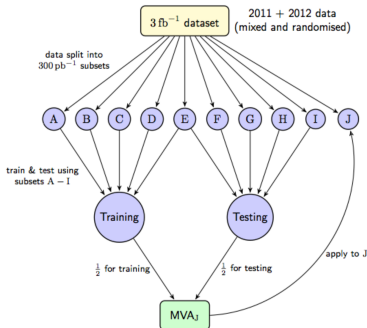 3 fb⁻¹ dataset
2011 + 2012 data
(mixed and randomised)
data split into
300 pb⁻¹ subsets
A B C D E F G H I J
train & test using
subsets A – I
Training
Testing
½ for training
½ for testing
apply to J
MVA_J